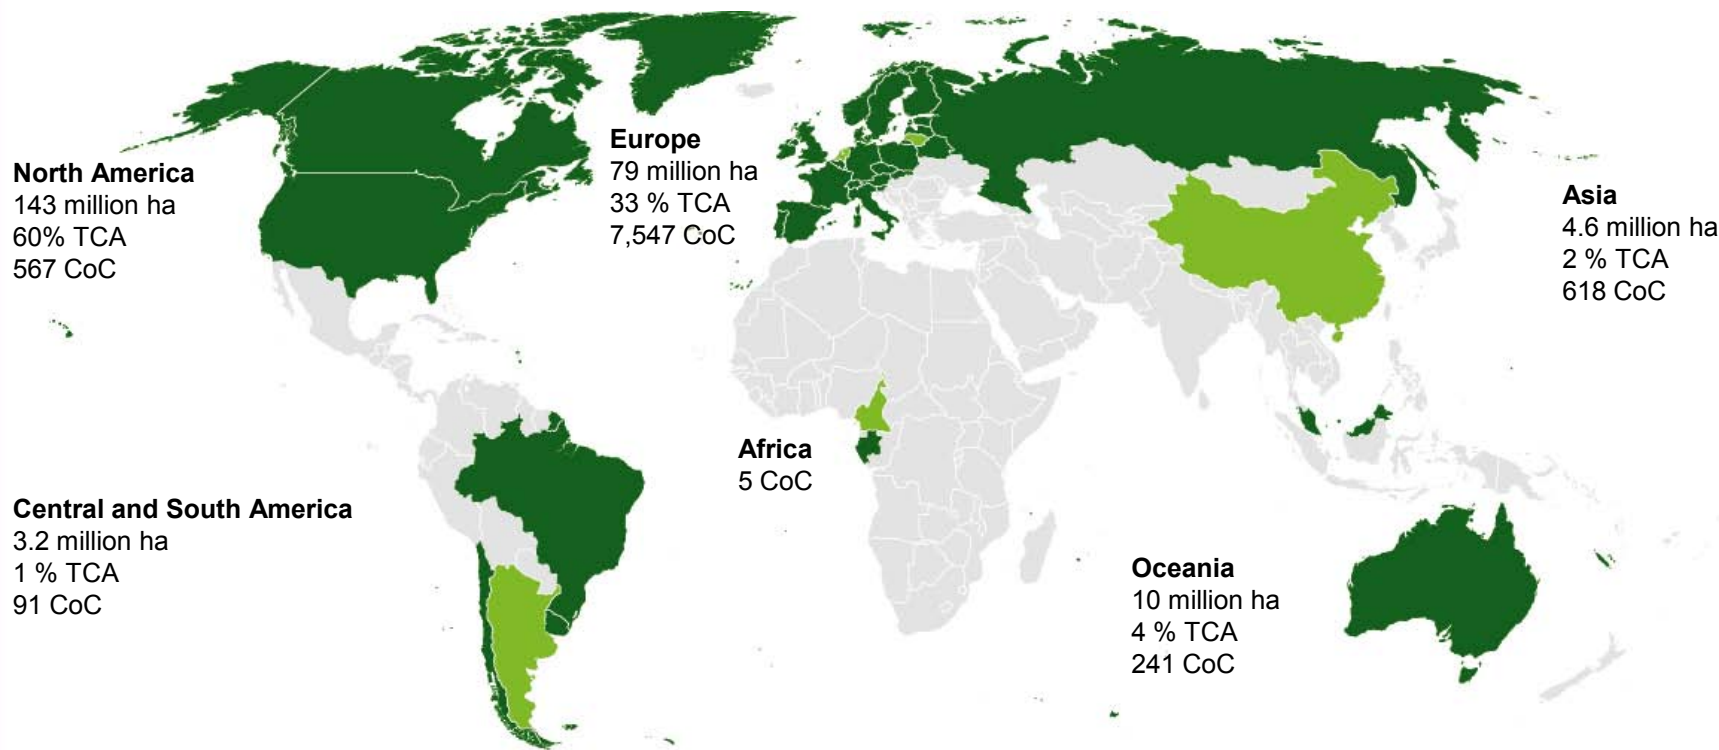 North America
143 million ha
60% TCA
567 CoC
Europe
79 million ha
33 % TCA
7,547 CoC
Asia
4.6 million ha
2 % TCA
618 CoC
Africa
5 CoC
Central and South America
3.2 million ha
1 % TCA
91 CoC
Oceania
10 million ha
4 % TCA
241 CoC